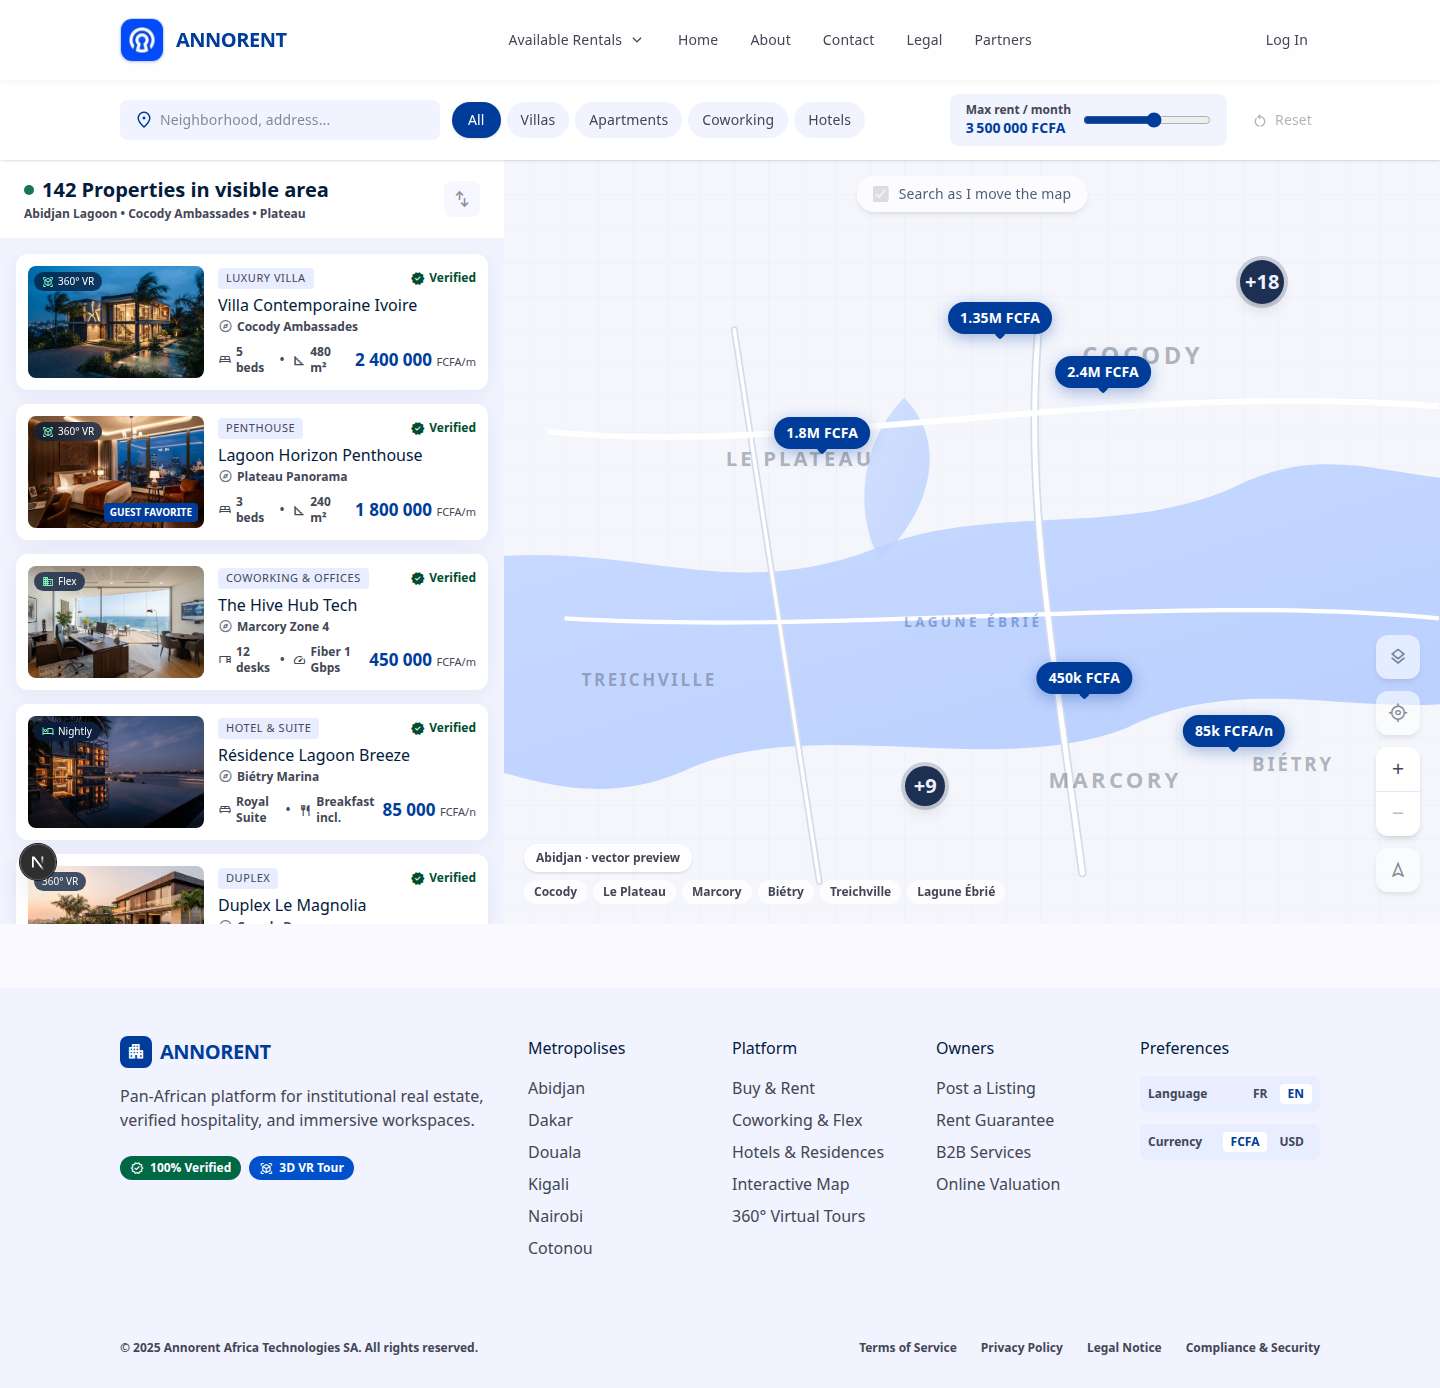 ANNORENT
Available Rentals
Home
About
Contact
Legal
Partners
Log In
Neighborhood, address...
All
Villas
Apartments
Coworking
Hotels
Max rent / month
3 500 000 FCFA
Reset
142 Properties in visible area
Abidjan Lagoon • Cocody Ambassades • Plateau
360° VR
LUXURY VILLA
Verified
Villa Contemporaine Ivoire
Cocody Ambassades
5 beds • 480 m²
2 400 000 FCFA/m
360° VR
GUEST FAVORITE
PENTHOUSE
Verified
Lagoon Horizon Penthouse
Plateau Panorama
3 beds • 240 m²
1 800 000 FCFA/m
Flex
COWORKING & OFFICES
Verified
The Hive Hub Tech
Marcory Zone 4
12 desks • Fiber 1 Gbps
450 000 FCFA/m
Nightly
HOTEL & SUITE
Verified
Résidence Lagoon Breeze
Biétry Marina
Royal Suite • Breakfast incl.
85 000 FCFA/n
N
360° VR
DUPLEX
Verified
Duplex Le Magnolia
Search as I move the map
+18
1.35M FCFA
COCODY
2.4M FCFA
1.8M FCFA
LE PLATEAU
LAGUNE ÉBRIÉ
TREICHVILLE
450k FCFA
85k FCFA/n
BIÉTRY
MARCORY
+9
+
−
Abidjan · vector preview
Cocody
Le Plateau
Marcory
Biétry
Treichville
Lagune Ébrié
ANNORENT
Pan-African platform for institutional real estate,
verified hospitality, and immersive workspaces.
100% Verified
3D VR Tour
Metropolises
Abidjan
Dakar
Douala
Kigali
Nairobi
Cotonou
Platform
Buy & Rent
Coworking & Flex
Hotels & Residences
Interactive Map
360° Virtual Tours
Owners
Post a Listing
Rent Guarantee
B2B Services
Online Valuation
Preferences
Language FR EN
Currency FCFA USD
© 2025 Annorent Africa Technologies SA. All rights reserved.
Terms of Service
Privacy Policy
Legal Notice
Compliance & Security